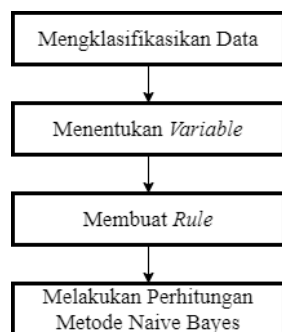 Mengklasifikasikan Data
Menentukan Variable
Membuat Rule
Melakukan Perhitungan
Metode Naive Bayes